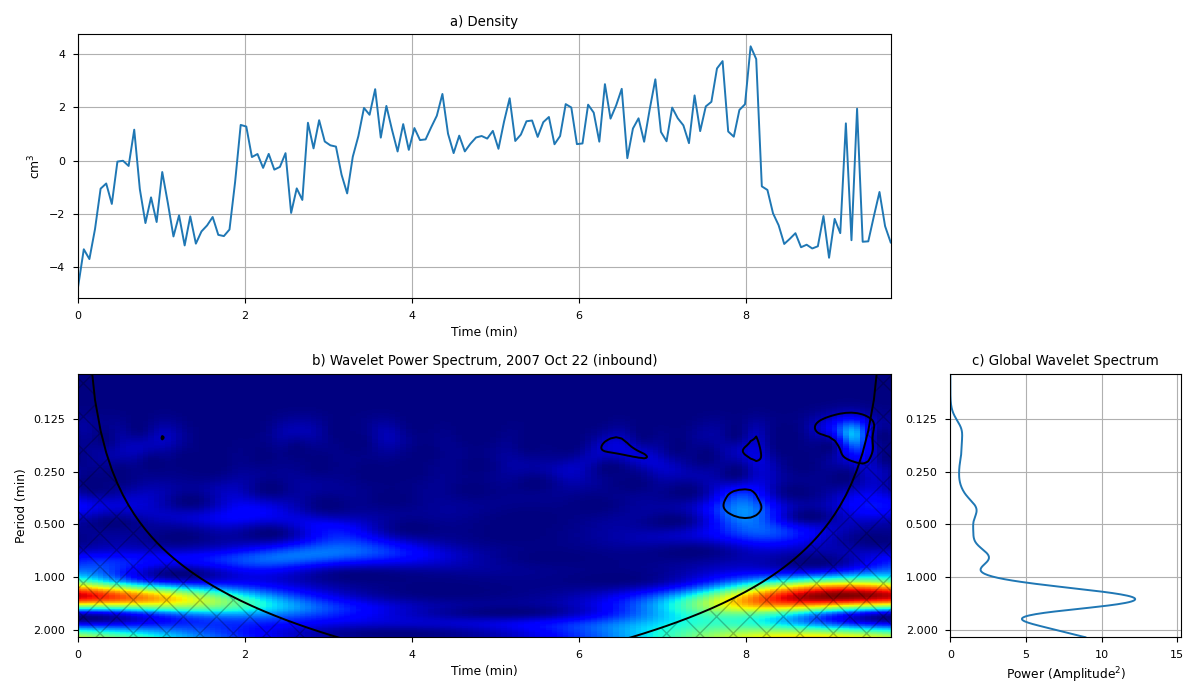 a) Density
4
2
0
−2
−4
cm³
0 2 4 6 8
Time (min)
b) Wavelet Power Spectrum, 2007 Oct 22 (inbound)
0.125
0.250
0.500
1.000
2.000
Period (min)
0 2 4 6 8
Time (min)
c) Global Wavelet Spectrum
0.125
0.250
0.500
1.000
2.000
0 5 10 15
Power (Amplitude²)